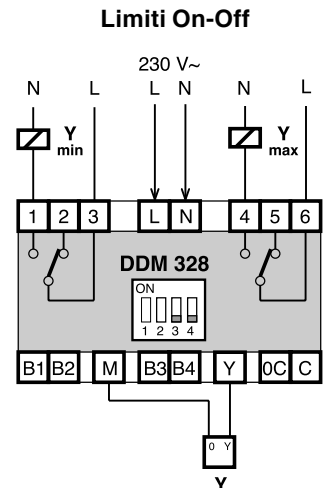 Limiti On-Off
230 V~
N L L N N L
Y min Y max
1 2 3 L N 4 5 6
DDM 328
ON
1 2 3 4
B1 B2 M B3 B4 Y 0C C
0 Y
Y